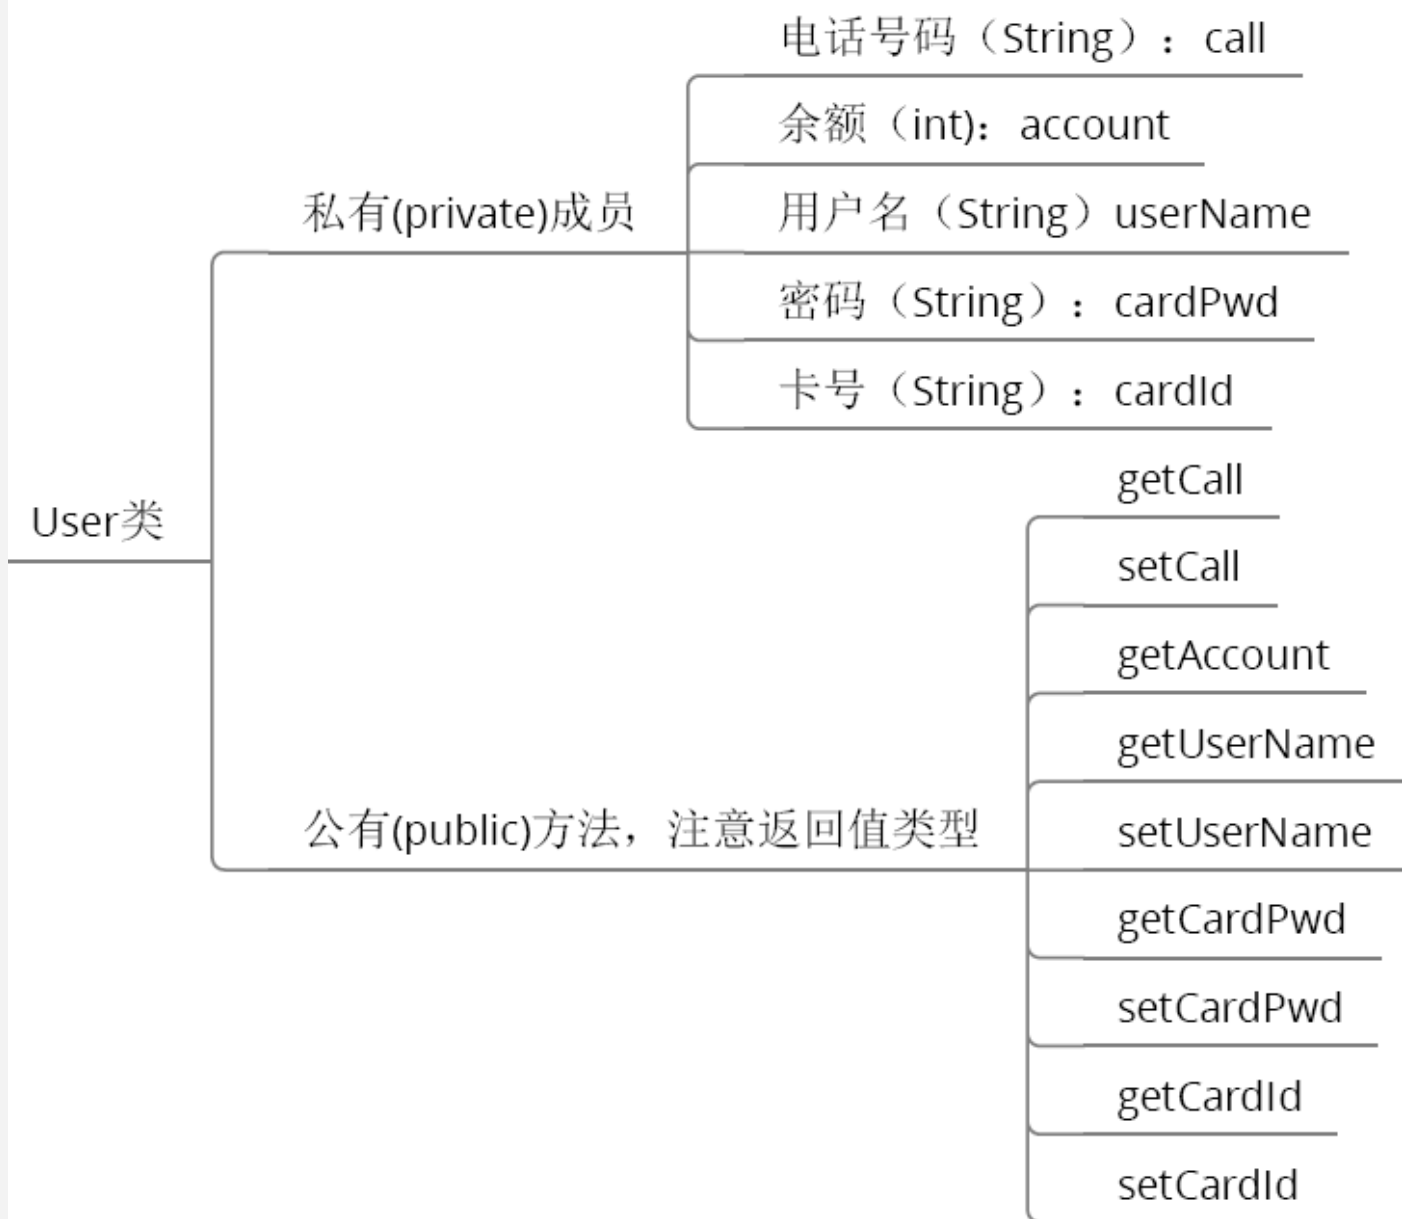 电话号码（String）：call
余额（int)：account
私有(private)成员
用户名（String）userName
密码（String）：cardPwd
卡号（String）：cardId
User类
getCall
setCall
getAccount
getUserName
公有(public)方法，注意返回值类型
setUserName
getCardPwd
setCardPwd
getCardId
setCardId